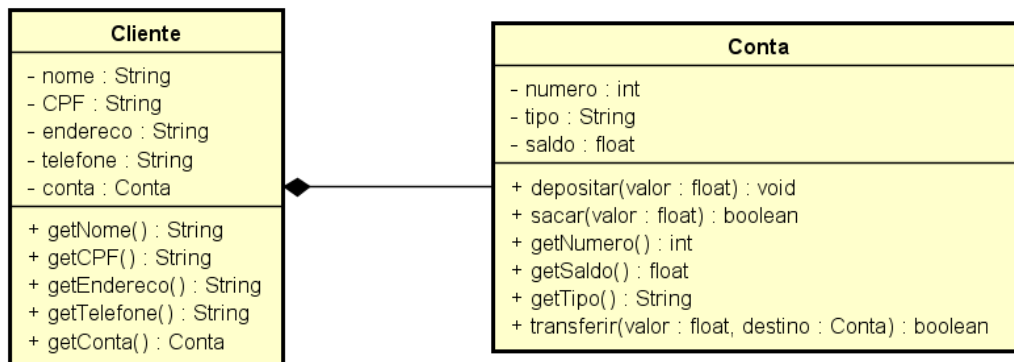 Cliente
- nome : String
- CPF : String
- endereco : String
- telefone : String
- conta : Conta
+ getNome() : String
+ getCPF() : String
+ getEndereco() : String
+ getTelefone() : String
+ getConta() : Conta
Conta
- numero : int
- tipo : String
- saldo : float
+ depositar(valor : float) : void
+ sacar(valor : float) : boolean
+ getNumero() : int
+ getSaldo() : float
+ getTipo() : String
+ transferir(valor : float, destino : Conta) : boolean